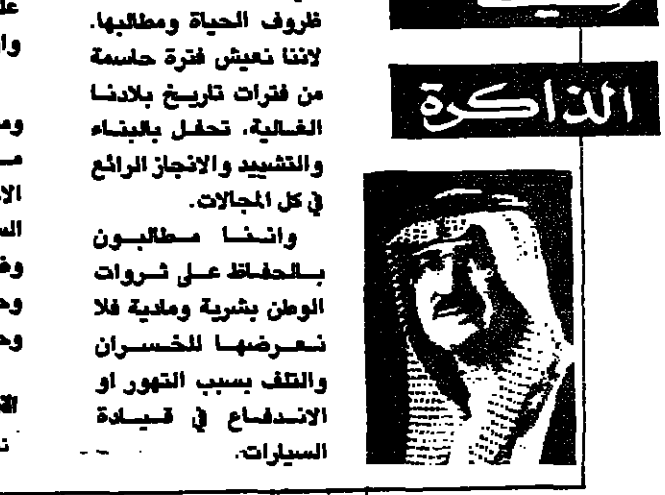 الذاكرة
ظروف الحياة ومطالبها.
لاننا نعيش فترة حاسمة
من فترات تاريخ بلادنا
الغالية، تحفل بالبناء
والتشييد والانجاز الرائع
في كل المجالات.
واننا مطالبون
بالحفاظ على ثروات
الوطن بشرية ومادية فلا
نعرضها للخسران
والتلف بسبب التهور او
الاندفاع في قيادة
السيارات.